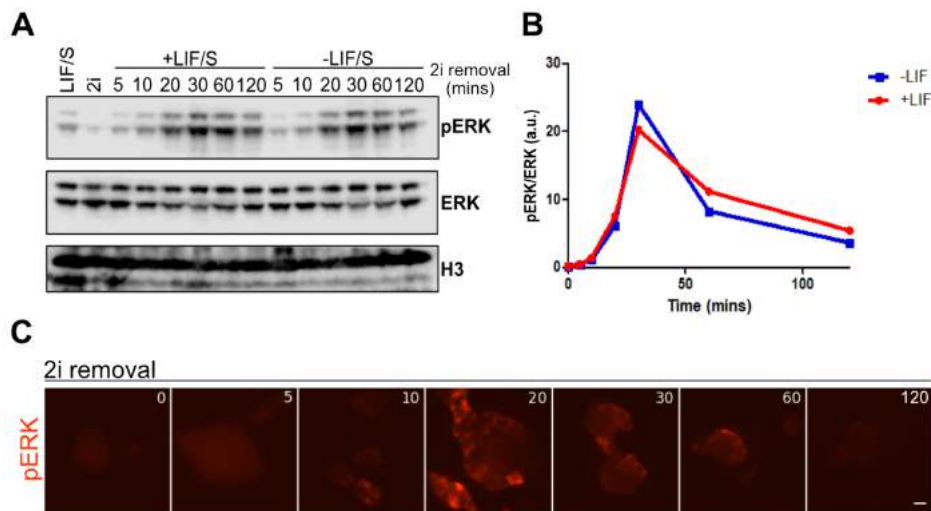 A
LIF/S
2i
+LIF/S
-LIF/S
5 10 20 30 60 120 5 10 20 30 60 120
2i removal
(mins)
pERK
ERK
H3
B
-LIF
+LIF
pERK/ERK (a.u.)
30
20
10
0
0 50 100
Time (mins)
C
2i removal
pERK
0 5 10 20 30 60 120